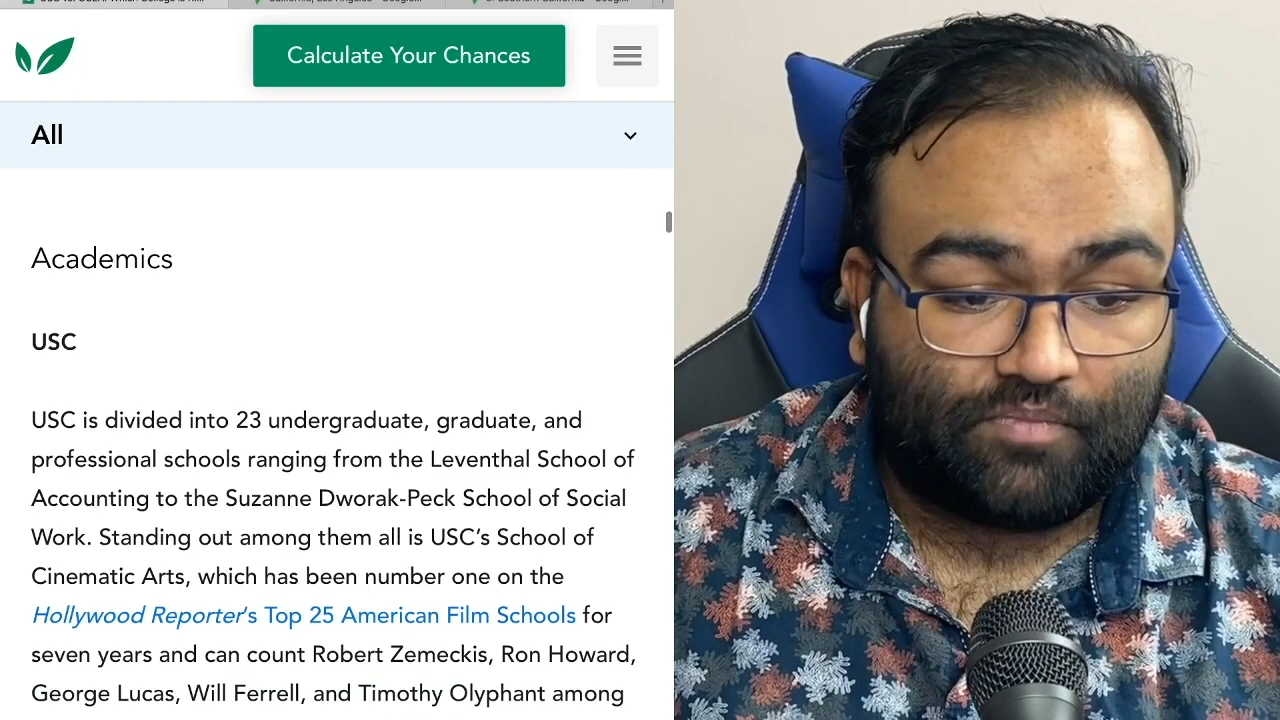 Calculate Your Chances
All
Academics
USC
USC is divided into 23 undergraduate, graduate, and
professional schools ranging from the Leventhal School of
Accounting to the Suzanne Dworak-Peck School of Social
Work. Standing out among them all is USC’s School of
Cinematic Arts, which has been number one on the
Hollywood Reporter’s Top 25 American Film Schools for
seven years and can count Robert Zemeckis, Ron Howard,
George Lucas, Will Ferrell, and Timothy Olyphant among